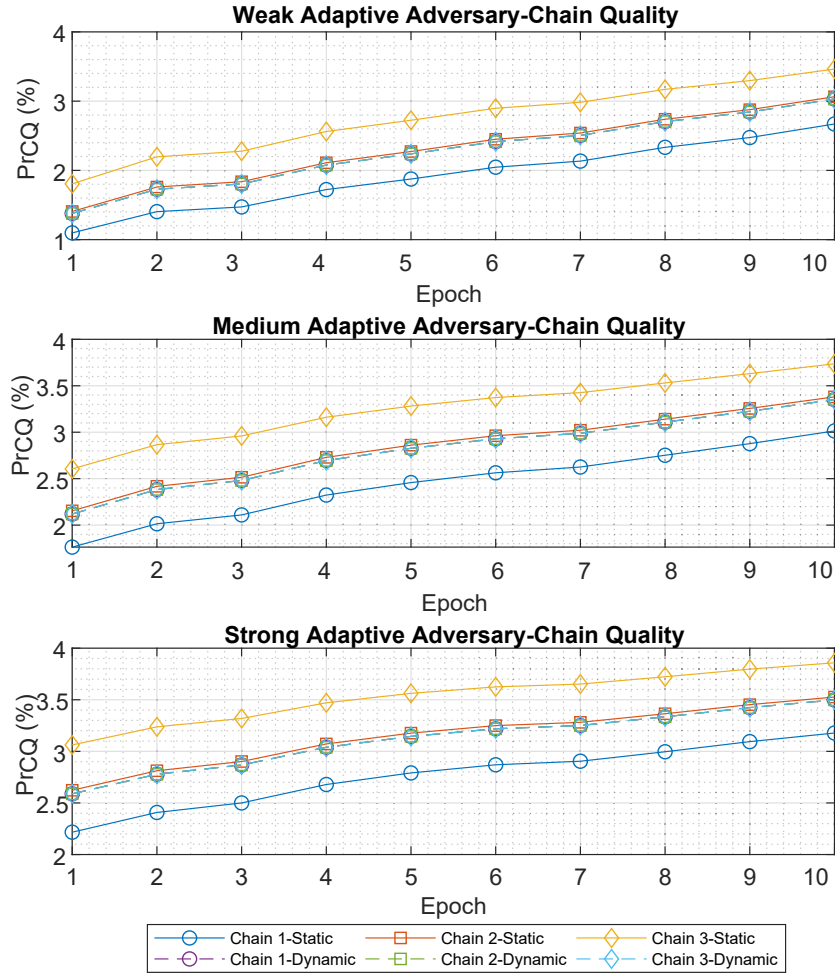 Weak Adaptive Adversary-Chain Quality
4
3
2
1
PrCQ (%)
1 2 3 4 5 6 7 8 9 10
Epoch
Medium Adaptive Adversary-Chain Quality
4
3.5
3
2.5
2
PrCQ (%)
1 2 3 4 5 6 7 8 9 10
Epoch
Strong Adaptive Adversary-Chain Quality
4
3.5
3
2.5
2
PrCQ (%)
1 2 3 4 5 6 7 8 9 10
Epoch
Chain 1-Static Chain 2-Static Chain 3-Static
Chain 1-Dynamic Chain 2-Dynamic Chain 3-Dynamic